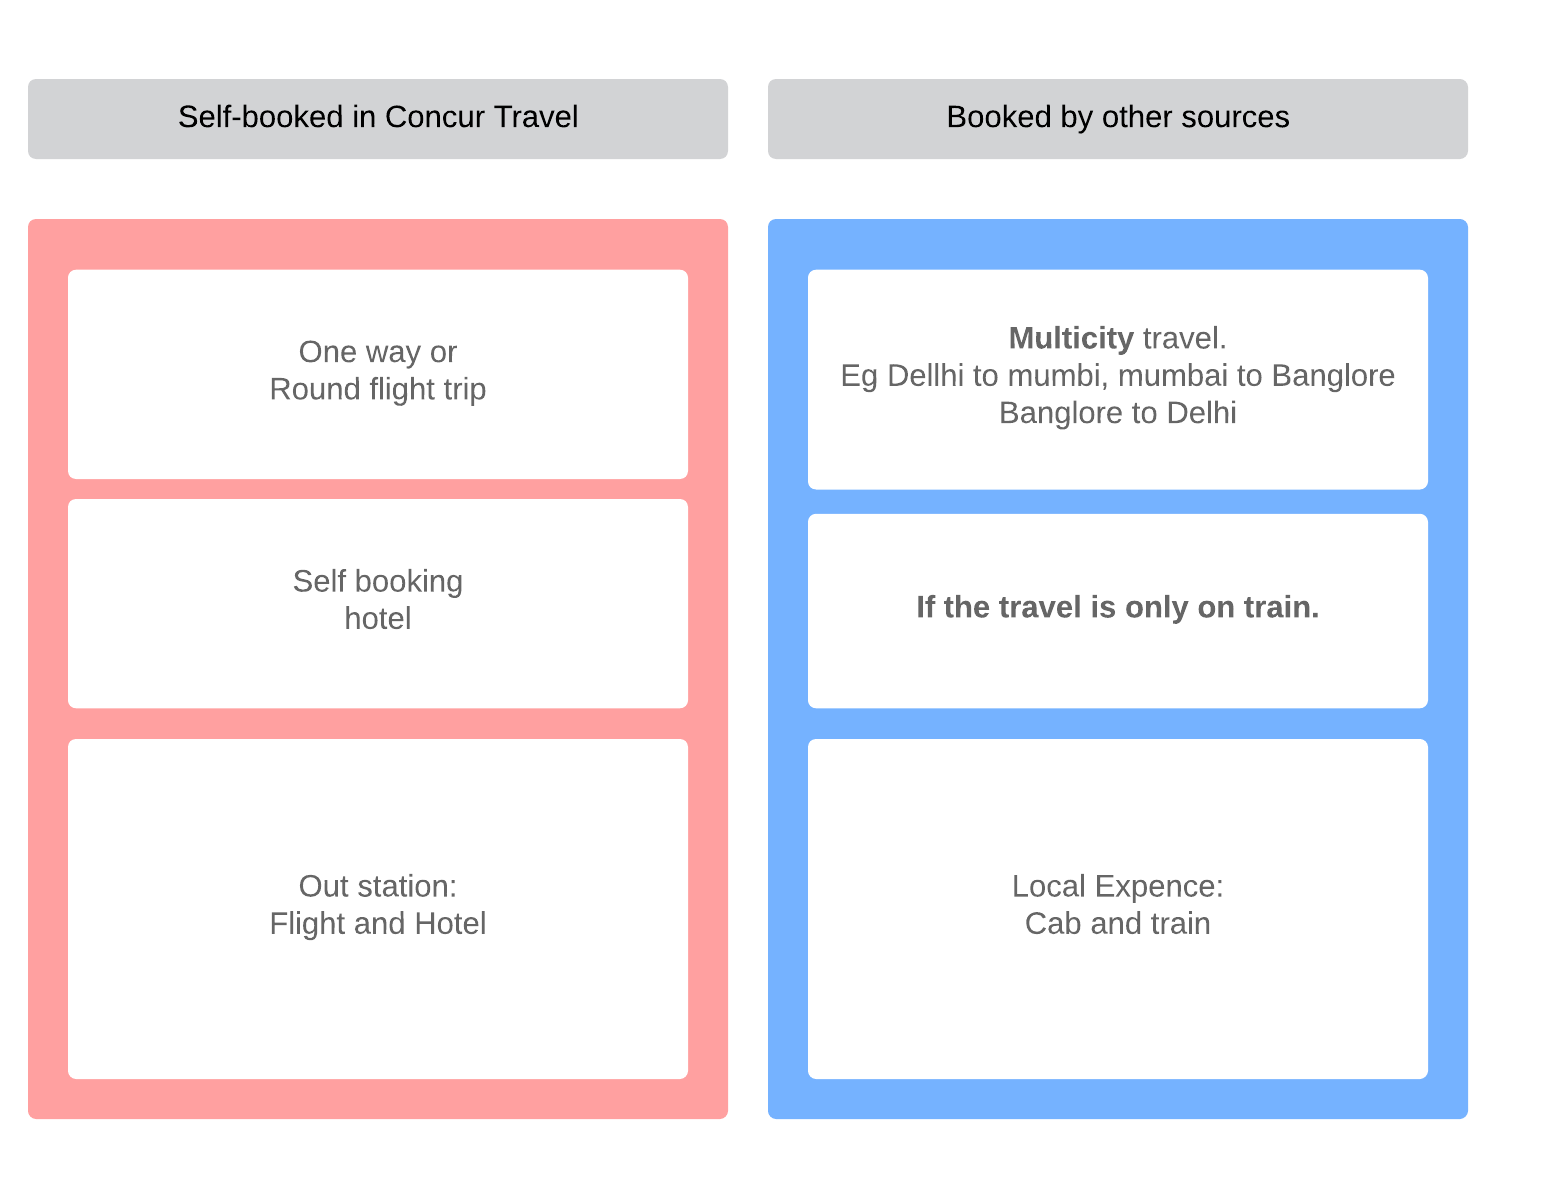 Self-booked in Concur Travel
Booked by other sources
One way or
Round flight trip
Self booking
hotel
Out station:
Flight and Hotel
Multicity travel.
Eg Dellhi to mumbi, mumbai to Banglore
Banglore to Delhi
If the travel is only on train.
Local Expence:
Cab and train